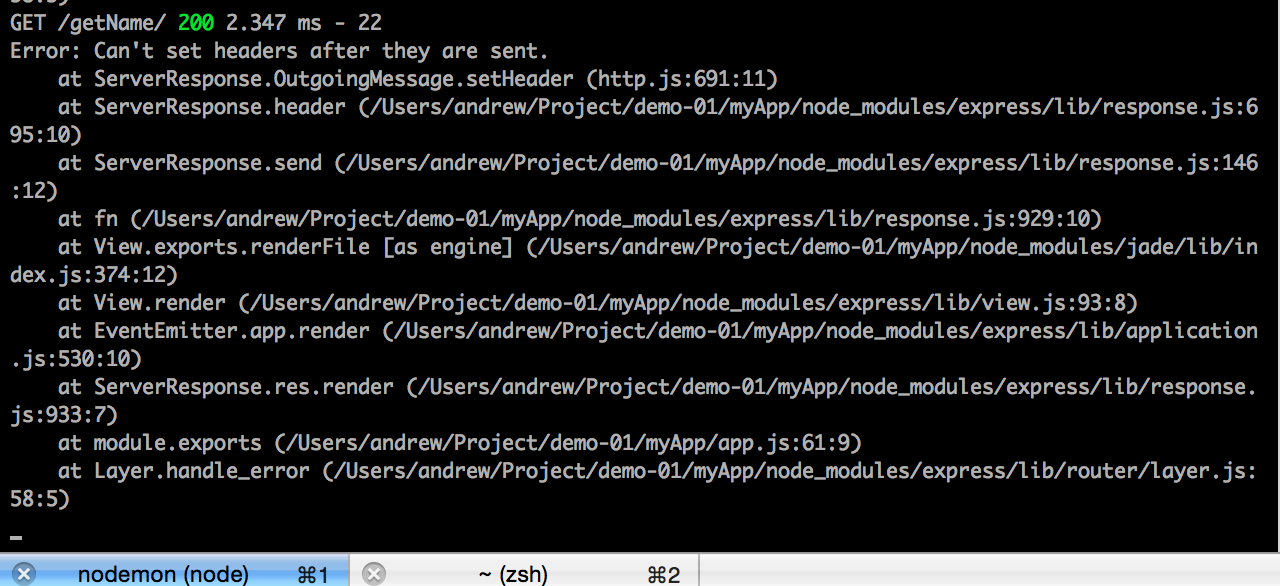 58:5)
GET /getName/ 200 2.347 ms - 22
Error: Can't set headers after they are sent.
    at ServerResponse.OutgoingMessage.setHeader (http.js:691:11)
    at ServerResponse.header (/Users/andrew/Project/demo-01/myApp/node_modules/express/lib/response.js:6
95:10)
    at ServerResponse.send (/Users/andrew/Project/demo-01/myApp/node_modules/express/lib/response.js:146
:12)
    at fn (/Users/andrew/Project/demo-01/myApp/node_modules/express/lib/response.js:929:10)
    at View.exports.renderFile [as engine] (/Users/andrew/Project/demo-01/myApp/node_modules/jade/lib/in
dex.js:374:12)
    at View.render (/Users/andrew/Project/demo-01/myApp/node_modules/express/lib/view.js:93:8)
    at EventEmitter.app.render (/Users/andrew/Project/demo-01/myApp/node_modules/express/lib/application
.js:530:10)
    at ServerResponse.res.render (/Users/andrew/Project/demo-01/myApp/node_modules/express/lib/response.
js:933:7)
    at module.exports (/Users/andrew/Project/demo-01/myApp/app.js:61:9)
    at Layer.handle_error (/Users/andrew/Project/demo-01/myApp/node_modules/express/lib/router/layer.js:
58:5)
nodemon (node) ⌘1 ~ (zsh) ⌘2